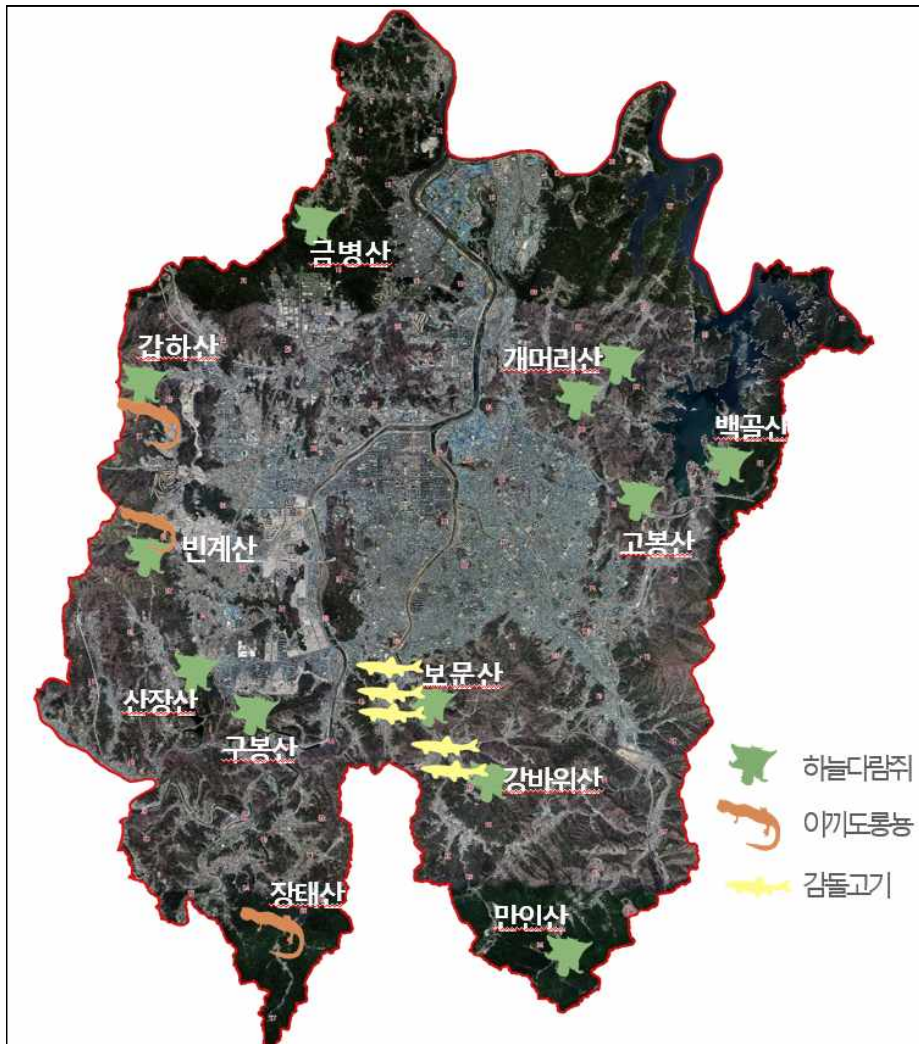 금병산
갑하산
개머리산
백골산
고봉산
빈계산
보문산
산장산
구봉산
강바위산
하늘다람쥐
이끼도롱뇽
감돌고기
장태산
만인산